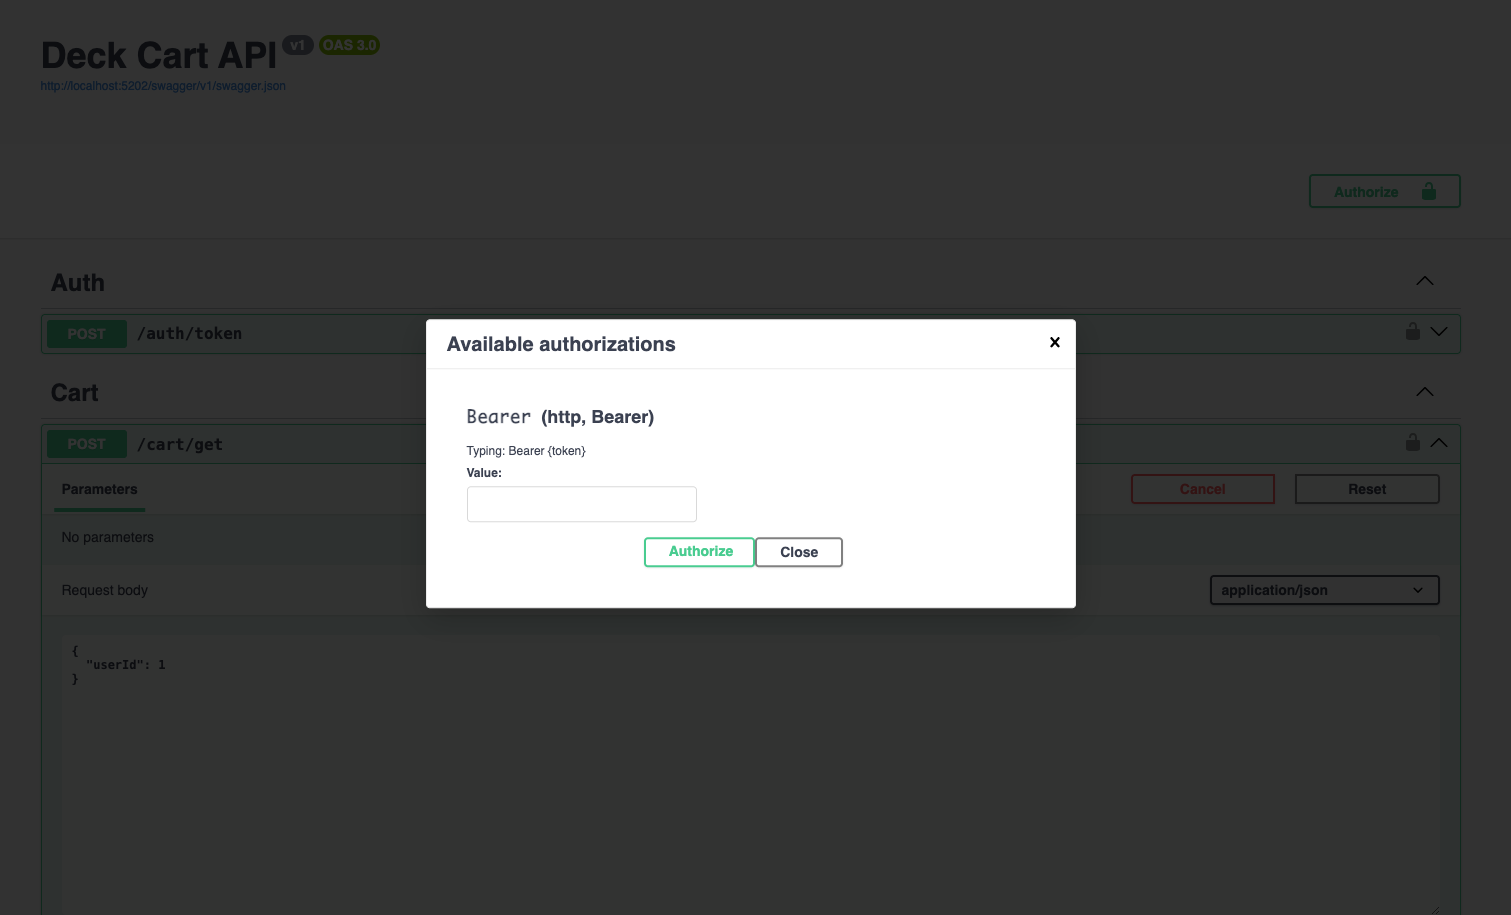 Deck Cart API v1 OAS 3.0
http://localhost:5202/swagger/v1/swagger.json
Authorize
Auth
POST /auth/token
Cart
POST /cart/get
Parameters
Cancel Reset
No parameters
Request body
application/json
{
  "userId": 1
}
Available authorizations
×
Bearer (http, Bearer)
Typing: Bearer {token}
Value:
Authorize Close